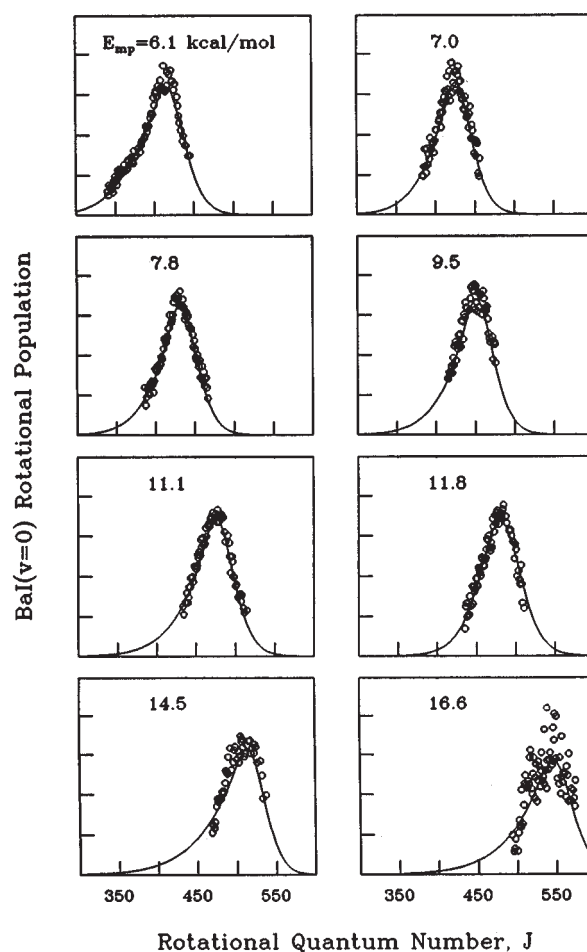 E_mp=6.1 kcal/mol
7.0
7.8
9.5
BaI(v=0) Rotational Population
11.1
11.8
14.5
16.6
350 450 550
350 450 550
Rotational Quantum Number, J